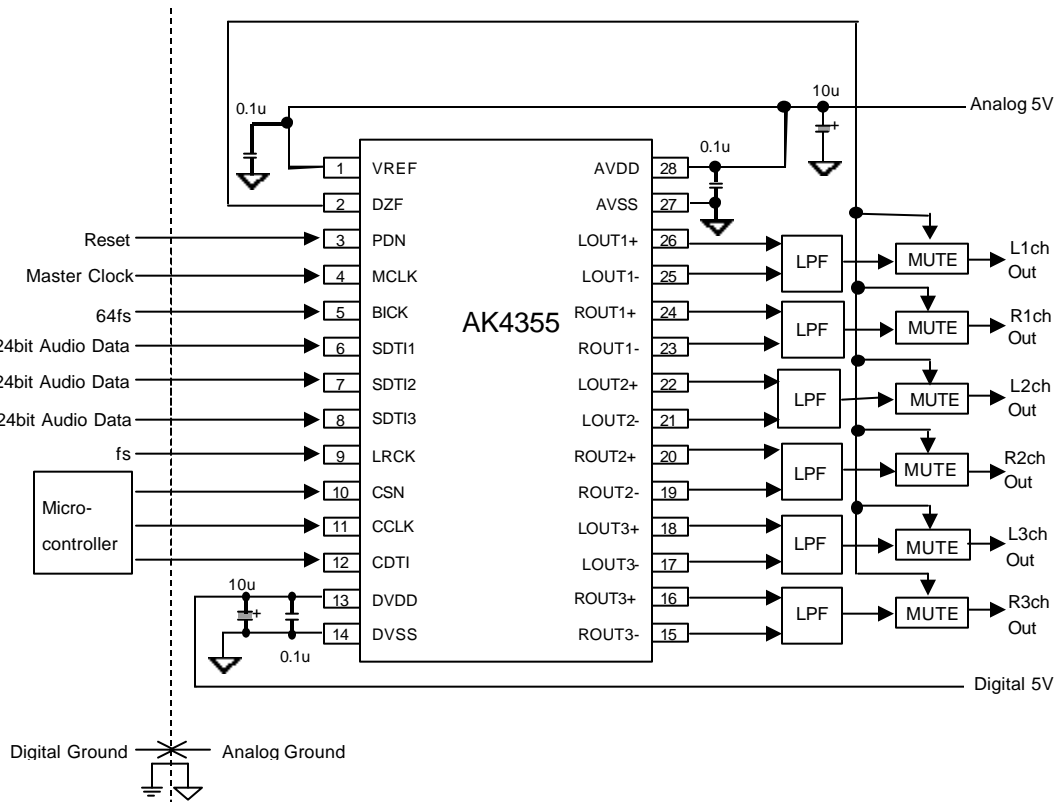 10u
0.1u
Analog 5V
0.1u
1 VREF AVDD 28
2 DZF AVSS 27
Reset 3 PDN LOUT1+ 26
LPF MUTE L1ch Out
Master Clock 4 MCLK LOUT1- 25
64fs 5 BICK ROUT1+ 24
AK4355
LPF MUTE R1ch Out
24bit Audio Data 6 SDTI1 ROUT1- 23
24bit Audio Data 7 SDTI2 LOUT2+ 22
LPF MUTE L2ch Out
24bit Audio Data 8 SDTI3 LOUT2- 21
fs 9 LRCK ROUT2+ 20
LPF MUTE R2ch Out
10 CSN ROUT2- 19
Micro-
controller
11 CCLK LOUT3+ 18
LPF MUTE L3ch Out
12 CDTI LOUT3- 17
10u
13 DVDD ROUT3+ 16
LPF MUTE R3ch Out
14 DVSS ROUT3- 15
0.1u
Digital 5V
Digital Ground Analog Ground